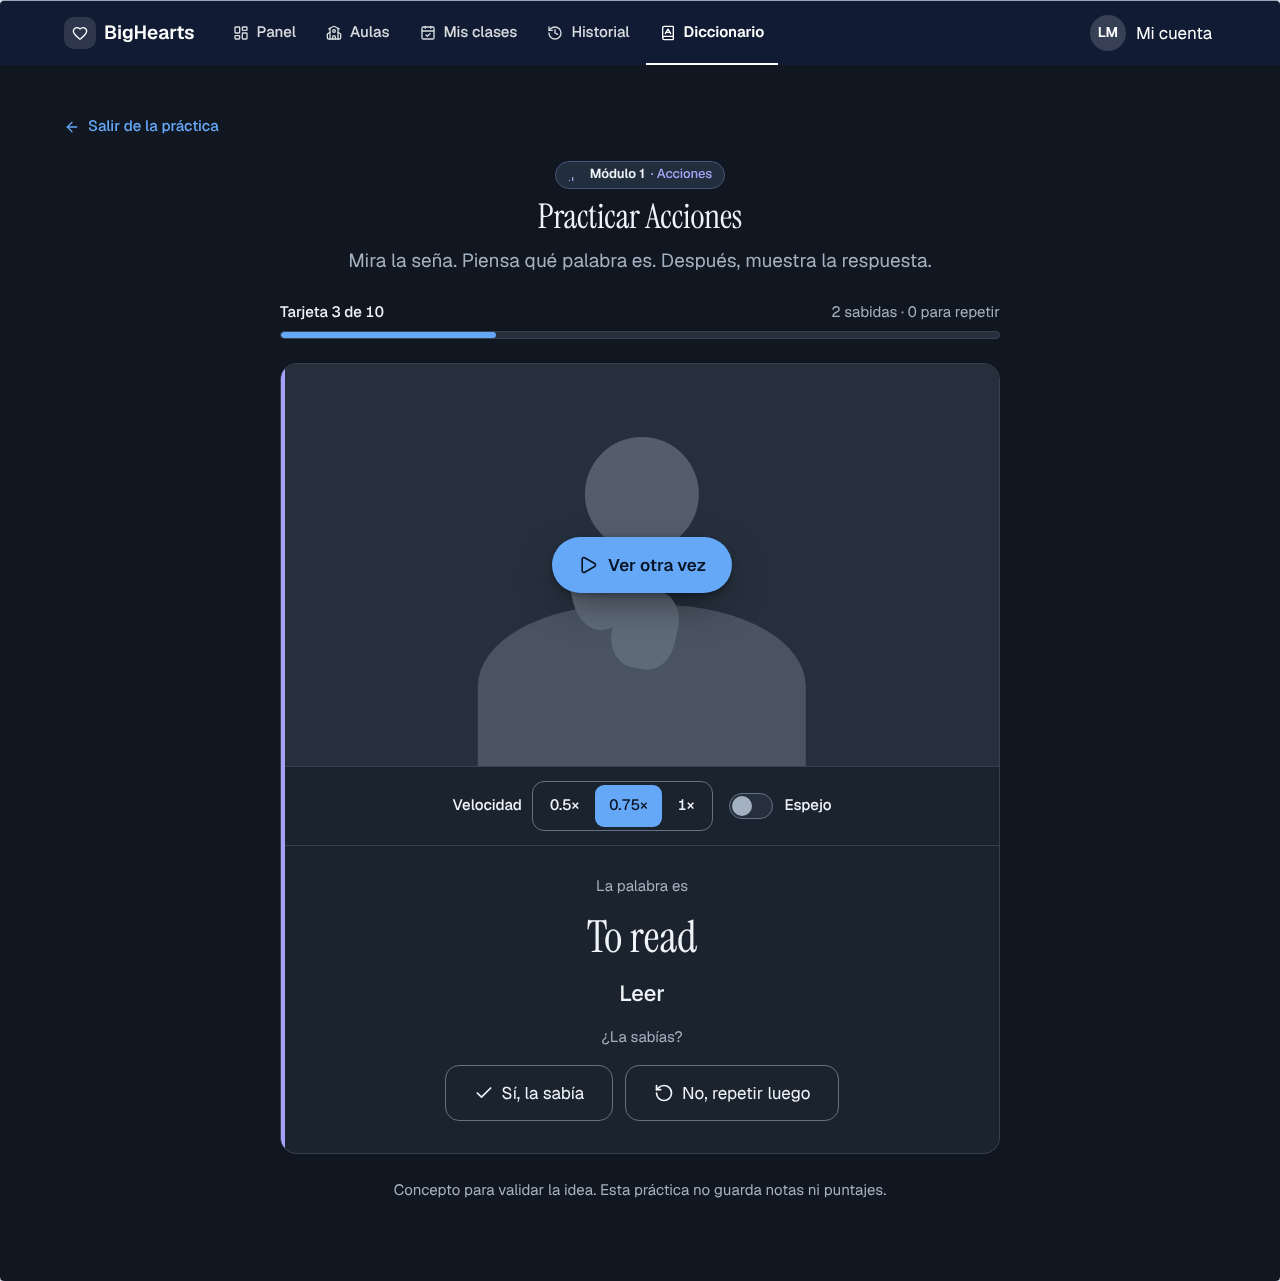 BigHearts
Panel
Aulas
Mis clases
Historial
Diccionario
LM
Mi cuenta
Salir de la práctica
Módulo 1 · Acciones
Practicar Acciones
Mira la seña. Piensa qué palabra es. Después, muestra la respuesta.
Tarjeta 3 de 10
2 sabidas · 0 para repetir
Ver otra vez
Velocidad
0.5×
0.75×
1×
Espejo
La palabra es
To read
Leer
¿La sabías?
Sí, la sabía
No, repetir luego
Concepto para validar la idea. Esta práctica no guarda notas ni puntajes.